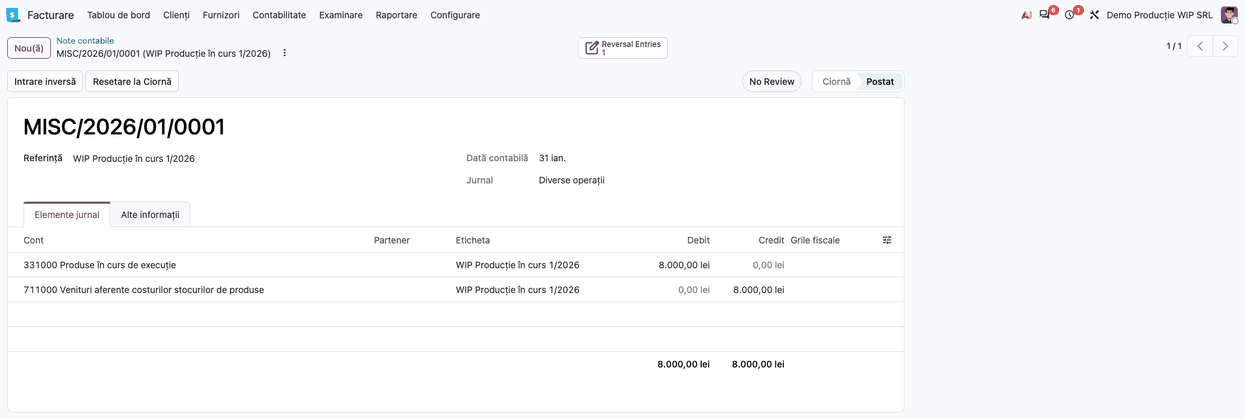 Facturare Tablou de bord Clienți Furnizori Contabilitate Examinare Raportare Configurare 6 1 Demo Producție WIP SRL
Nou(ă) Note contabile
MISC/2026/01/0001 (WIP Producție în curs 1/2026)
Reversal Entries
1
1 / 1
Intrare inversă Resetare la Ciornă No Review Ciornă Postat
MISC/2026/01/0001
Referință WIP Producție în curs 1/2026 Dată contabilă 31 ian.
Jurnal Diverse operații
Elemente jurnal Alte informații
Cont Partener Eticheta Debit Credit Grile fiscale
331000 Produse în curs de execuție WIP Producție în curs 1/2026 8.000,00 lei 0,00 lei
711000 Venituri aferente costurilor stocurilor de produse WIP Producție în curs 1/2026 0,00 lei 8.000,00 lei
8.000,00 lei 8.000,00 lei